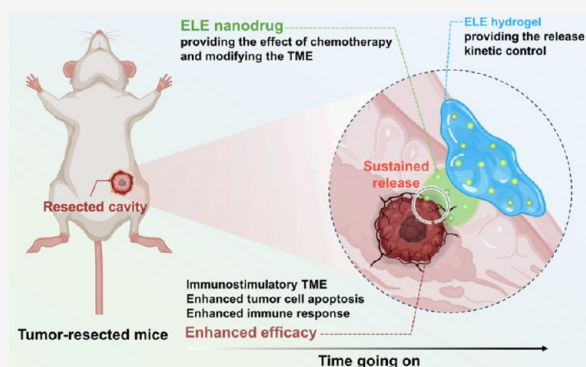 ELE nanodrug
providing the effect of chemotherapy
and modifying the TME
ELE hydrogel
providing the release
kinetic control
Sustained
release
Resected cavity
Immunostimulatory TME
Enhanced tumor cell apoptosis
Enhanced immune response
Enhanced efficacy
Tumor-resected mice
Time going on